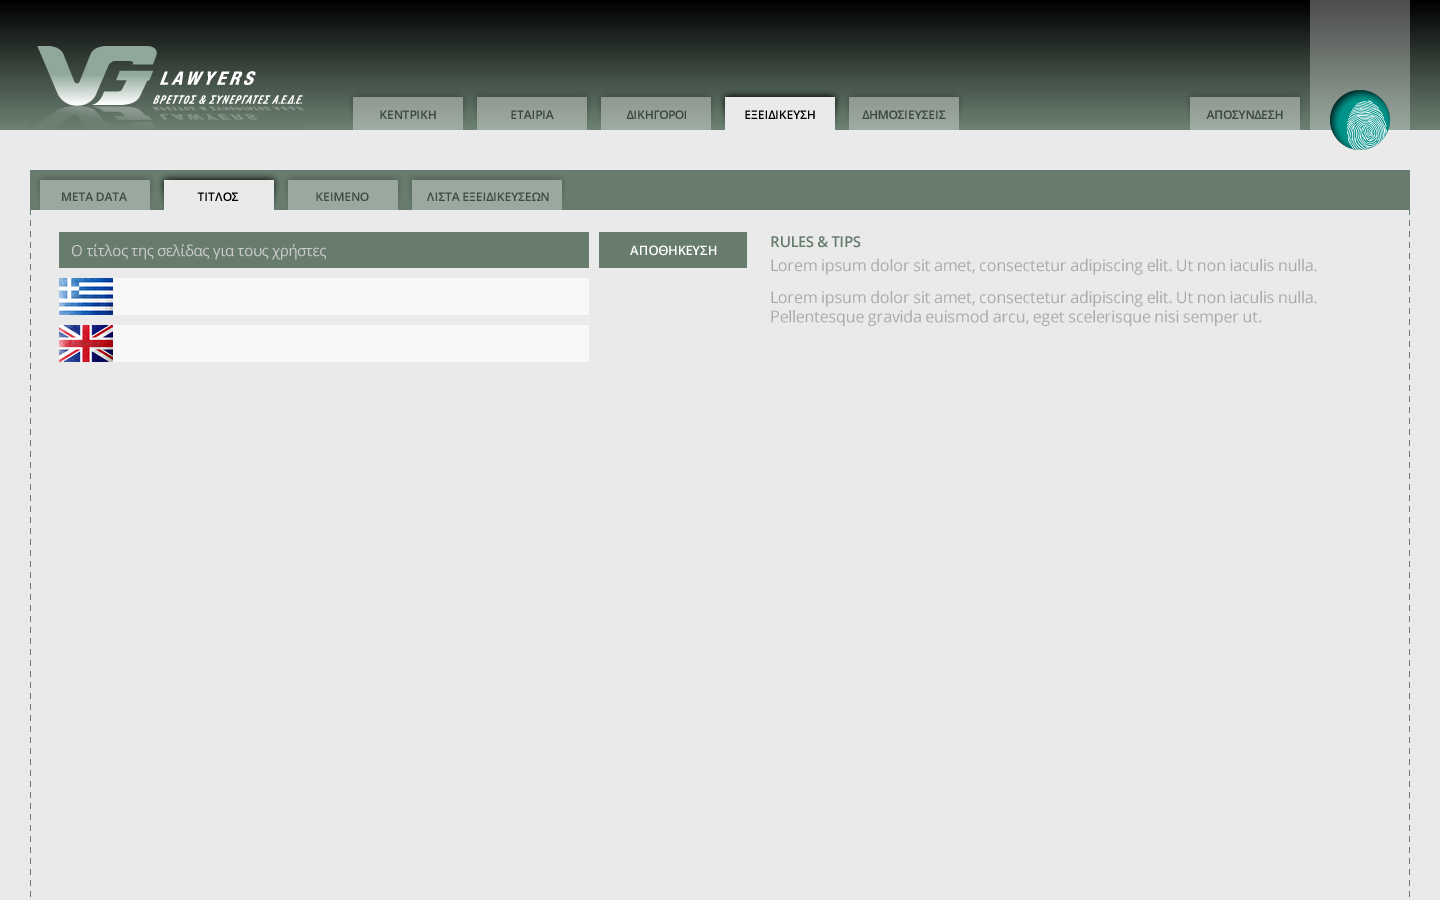 VG LAWYERS
ΒΡΕΤΤΟΣ & ΣΥΝΕΡΓΑΤΕΣ Α.Ε.Δ.Ε.
ΚΕΝΤΡΙΚΗ ΕΤΑΙΡΙΑ ΔΙΚΗΓΟΡΟΙ ΕΞΕΙΔΙΚΕΥΣΗ ΔΗΜΟΣΙΕΥΣΕΙΣ ΑΠΟΣΥΝΔΕΣΗ
META DATA ΤΙΤΛΟΣ ΚΕΙΜΕΝΟ ΛΙΣΤΑ ΕΞΕΙΔΙΚΕΥΣΕΩΝ
Ο τίτλος της σελίδας για τους χρήστες
ΑΠΟΘΗΚΕΥΣΗ
RULES & TIPS
Lorem ipsum dolor sit amet, consectetur adipiscing elit. Ut non iaculis nulla.
Lorem ipsum dolor sit amet, consectetur adipiscing elit. Ut non iaculis nulla.
Pellentesque gravida euismod arcu, eget scelerisque nisi semper ut.